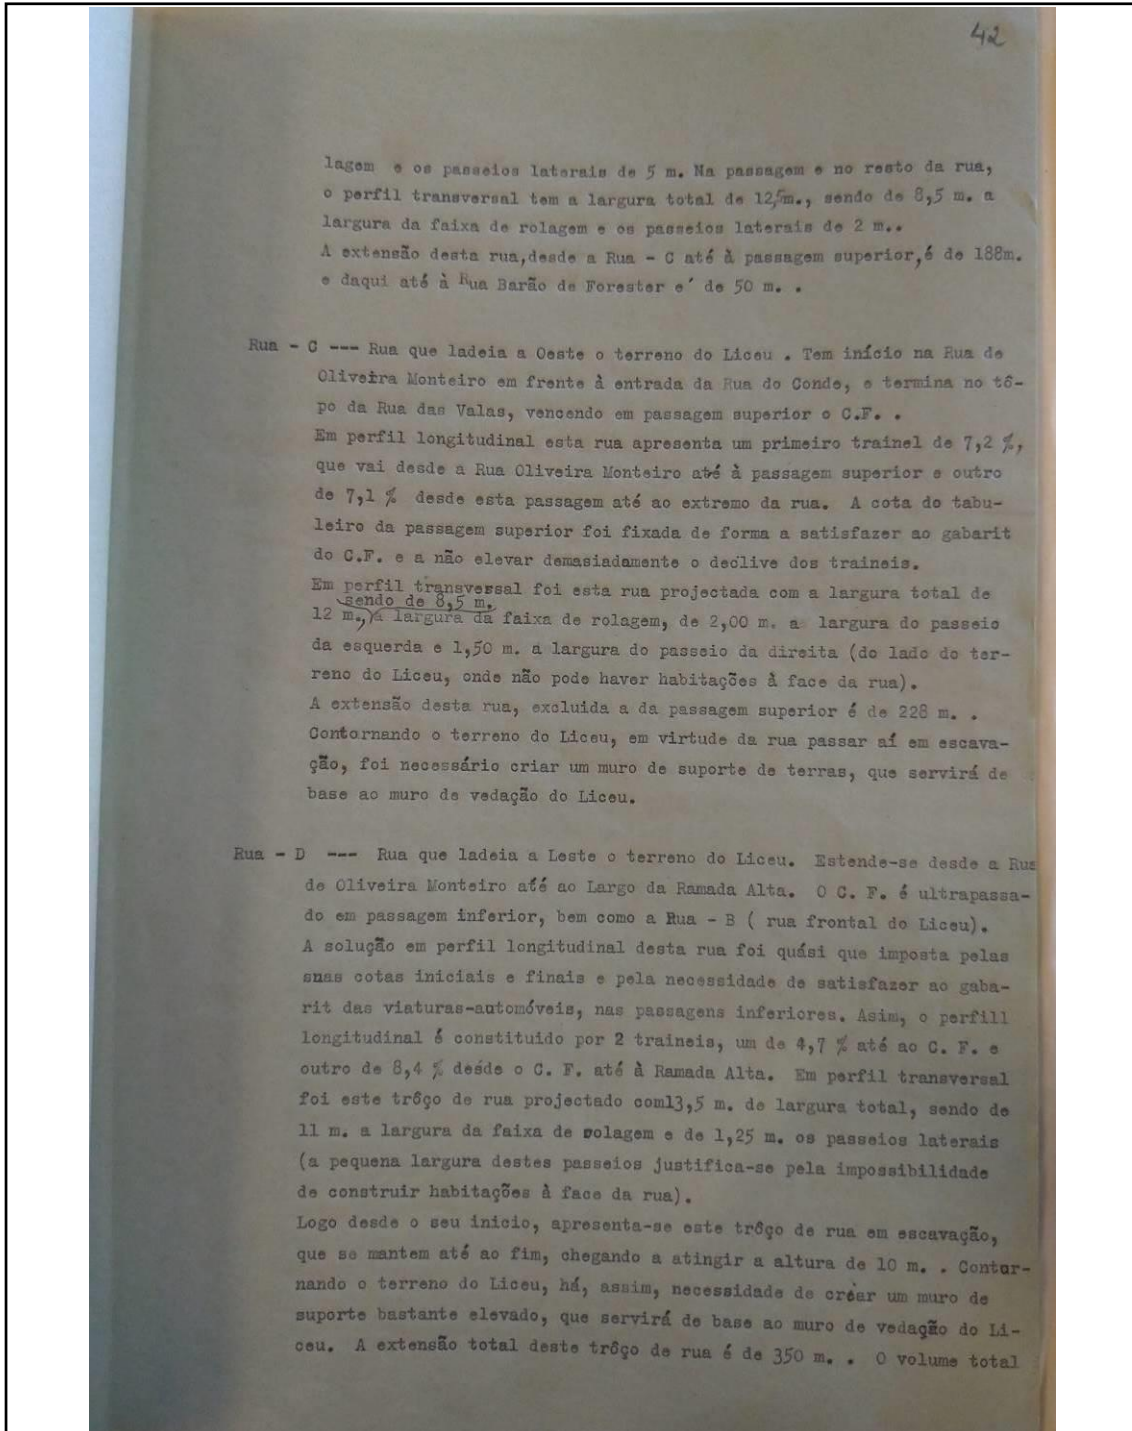 42
lagem e os passeios laterais de 5 m. Na passagem e no resto da rua,
o perfil transversal tem a largura total de 12,5m., sendo de 8,5 m. a
largura da faixa de rolagem e os passeios laterais de 2 m..
A extensão desta rua,desde a Rua - C até à passagem superior,é de 188m.
e daqui até à Rua Barão de Forester e´ de 50 m. .
Rua - C --- Rua que ladeia a Oeste o terreno do Liceu . Tem início na Rua de
Oliveira Monteiro em frente à entrada da Rua do Conde, e termina no tô-
po da Rua das Valas, vencendo em passagem superior o C.F. .
Em perfil longitudinal esta rua apresenta um primeiro trainel de 7,2 %,
que vai desde a Rua Oliveira Monteiro até à passagem superior e outro
de 7,1 % desde esta passagem até ao extremo da rua. A cota do tabu-
leiro da passagem superior foi fixada de forma a satisfazer ao gabarit
do C.F. e a não elevar demasiadamente o declive dos traineis.
Em perfil transversal foi esta rua projectada com a largura total de
sendo de 8,5 m.
12 m., a largura da faixa de rolagem, de 2,00 m. a largura do passeio
da esquerda e 1,50 m. a largura do passeio da direita (do lado do ter-
reno do Liceu, onde não pode haver habitações à face da rua).
A extensão desta rua, excluida a da passagem superior é de 228 m. .
Contornando o terreno do Liceu, em virtude da rua passar aí em escava-
ção, foi necessário criar um muro de suporte de terras, que servirá de
base ao muro de vedação do Liceu.
Rua - D --- Rua que ladeia a Leste o terreno do Liceu. Estende-se desde a Rua
de Oliveira Monteiro até ao Largo da Ramada Alta. O C. F. é ultrapassa-
do em passagem inferior, bem como a Rua - B ( rua frontal do Liceu).
A solução em perfil longitudinal desta rua foi quási que imposta pelas
suas cotas iniciais e finais e pela necessidade de satisfazer ao gaba-
rit das viaturas-automóveis, nas passagens inferiores. Asim, o perfill
longitudinal é constituido por 2 traineis, um de 4,7 % até ao C. F. e
outro de 8,4 % desde o C. F. até à Ramada Alta. Em perfil transversal
foi este trôço de rua projectado com13,5 m. de largura total, sendo de
11 m. a largura da faixa de rolagem e de 1,25 m. os passeios laterais
(a pequena largura destes passeios justifica-se pela impossibilidade
de construir habitações à face da rua).
Logo desde o seu inicio, apresenta-se este trôço de rua em escavação,
que se mantem até ao fim, chegando a atingir a altura de 10 m. . Contor-
nando o terreno do Liceu, há, assim, necessidade de crear um muro de
suporte bastante elevado, que servirá de base ao muro de vedação do Li-
ceu. A extensão total deste trôço de rua é de 350 m. . O volume total